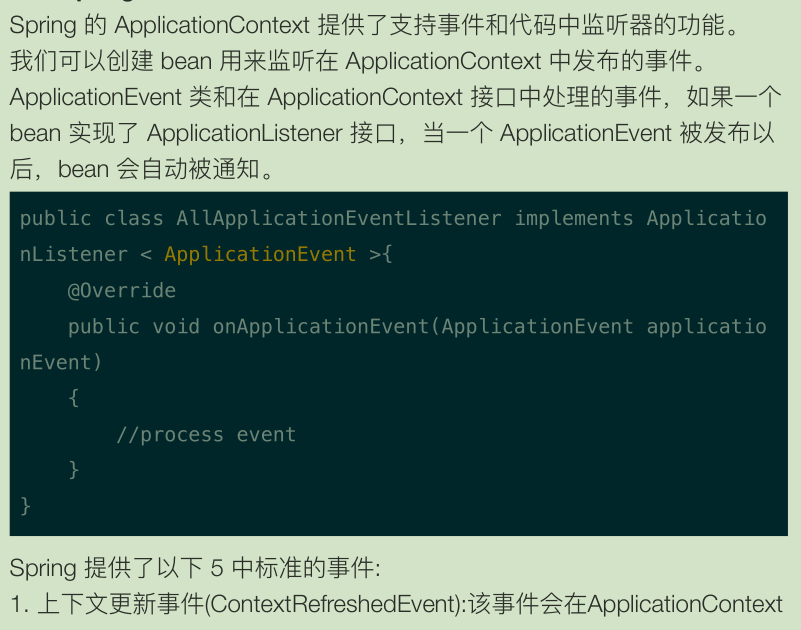 Spring 的 ApplicationContext 提供了支持事件和代码中监听器的功能。
我们可以创建 bean 用来监听在 ApplicationContext 中发布的事件。
ApplicationEvent 类和在 ApplicationContext 接口中处理的事件，如果一个
bean 实现了 ApplicationListener 接口，当一个 ApplicationEvent 被发布以
后，bean 会自动被通知。
public class AllApplicationEventListener implements Applicatio
nListener < ApplicationEvent >{
    @Override
    public void onApplicationEvent(ApplicationEvent applicatio
nEvent)
    {
        //process event
    }
}
Spring 提供了以下 5 中标准的事件:
1. 上下文更新事件(ContextRefreshedEvent):该事件会在ApplicationContext